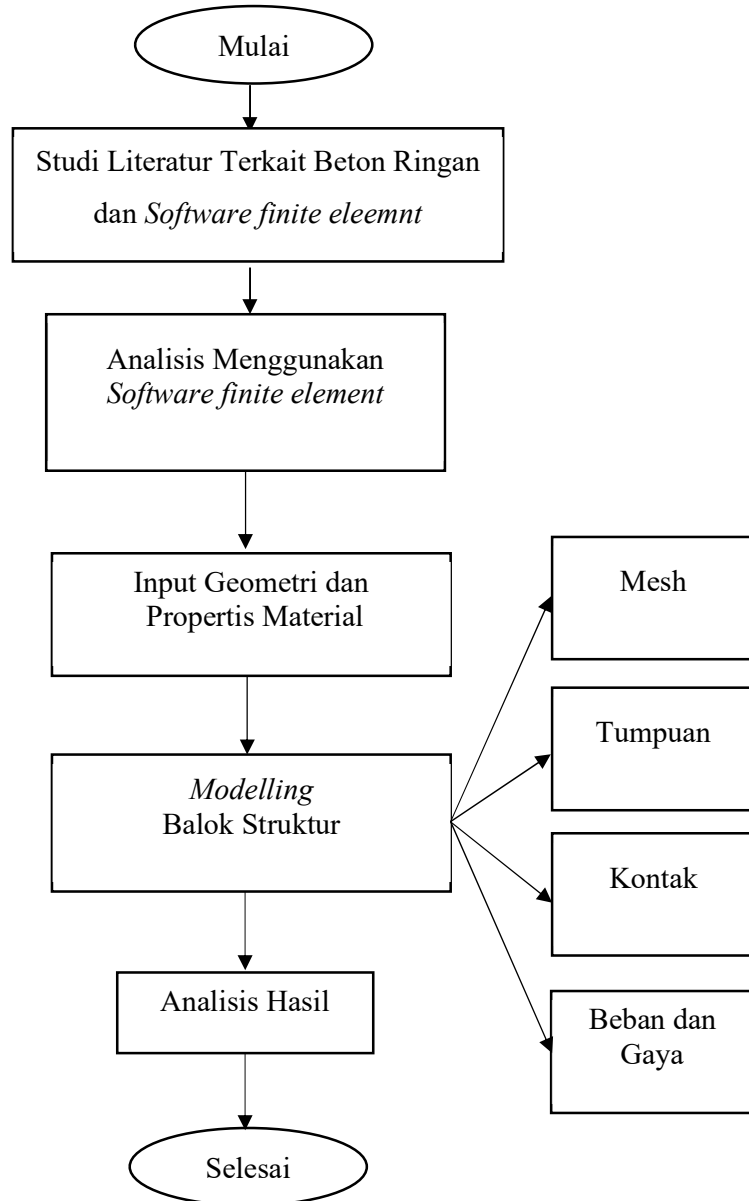 Mulai
Studi Literatur Terkait Beton Ringan
dan Software finite eleemnt
Analisis Menggunakan
Software finite element
Input Geometri dan
Propertis Material
Modelling
Balok Struktur
Mesh
Tumpuan
Kontak
Beban dan
Gaya
Analisis Hasil
Selesai